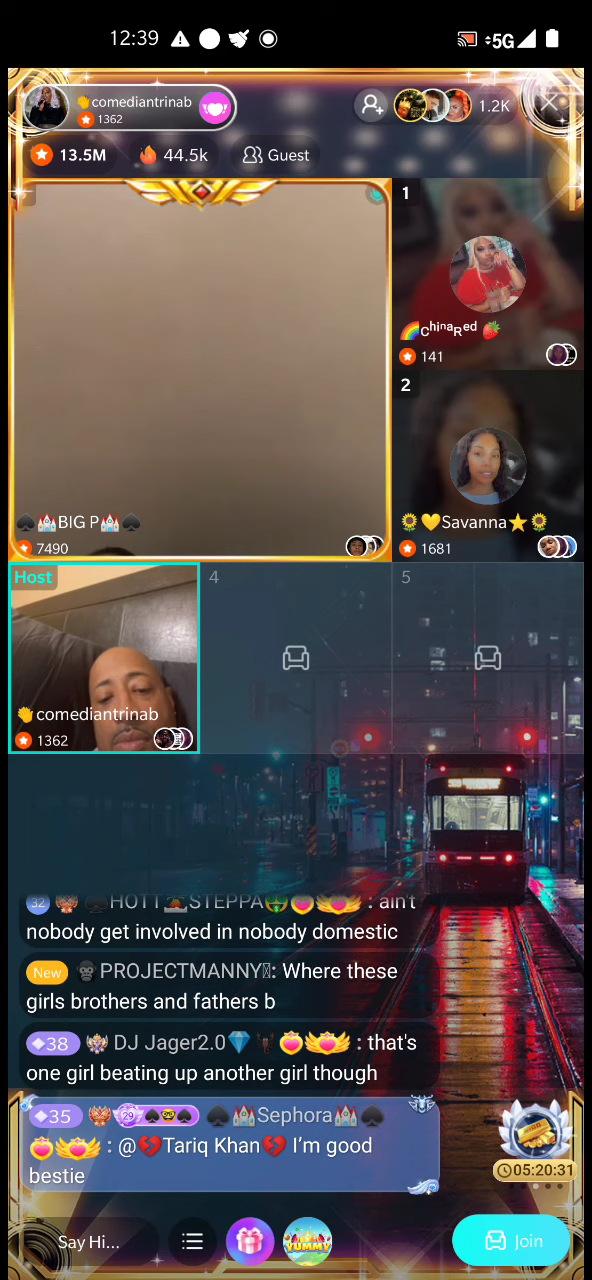 12:39
5G
👋comediantrinab
1362
1.2K
13.5M
44.5k
Guest
1
🌈cʰⁱⁿᵃʀᵉᵈ 🍓
141
2
🌻💛Savanna⭐🌻
1681
♠️🏰BIG P🏰♠️
7490
Host
4
5
👋comediantrinab
1362
32 ♠️HOTT STEPPA : ain't
nobody get involved in nobody domestic
New 🦍PROJECTMANNY: Where these
girls brothers and fathers b
38 DJ Jager2.0💎 : that's
one girl beating up another girl though
35 29 ♠️🤓♠️ ♠️🏰Sephora🏰♠️
: @💔Tariq Khan💔 I'm good
bestie
05:20:31
Say Hi...
YUMMY
Join